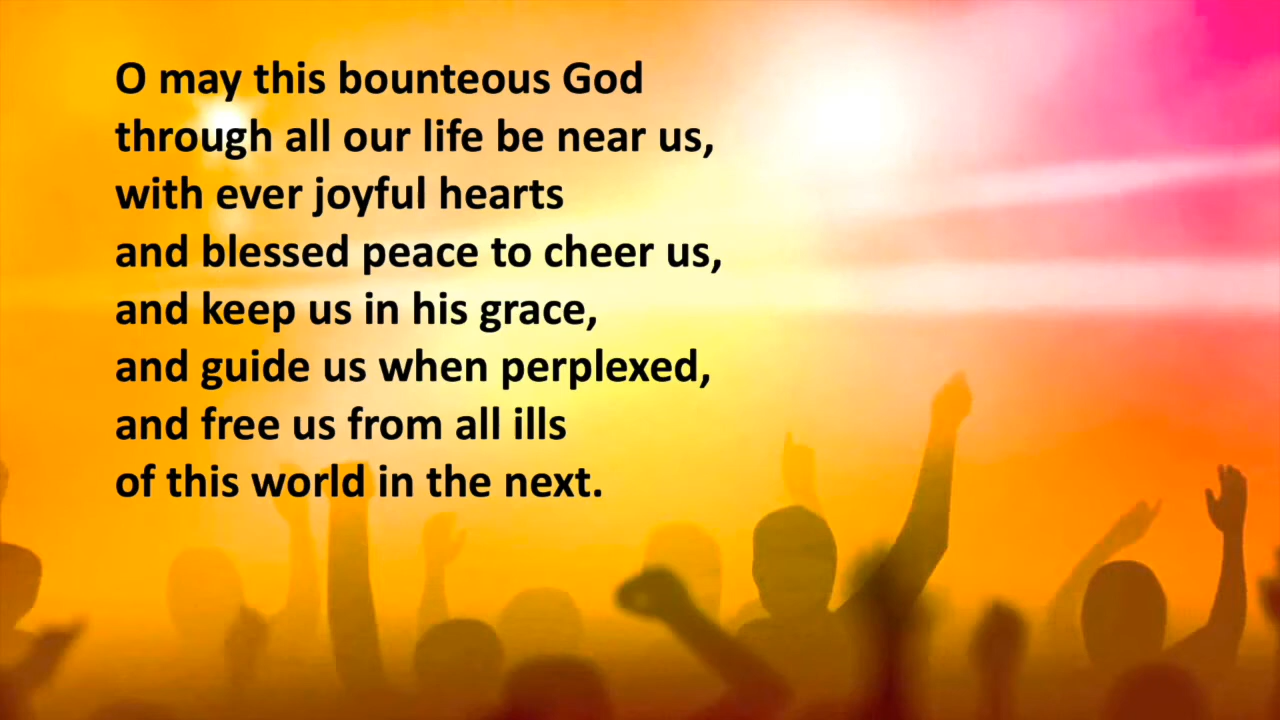 O may this bounteous God
through all our life be near us,
with ever joyful hearts
and blessed peace to cheer us,
and keep us in his grace,
and guide us when perplexed,
and free us from all ills
of this world in the next.